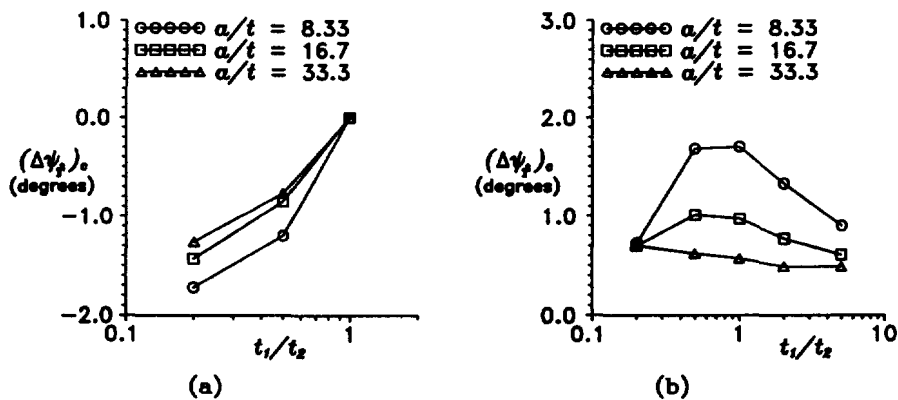 1.0
a/t = 8.33
a/t = 16.7
a/t = 33.3
0.0
(degrees)
−1.0
−2.0
0.1
1
t₁/t₂
(a)
3.0
a/t = 8.33
a/t = 16.7
a/t = 33.3
2.0
(degrees)
1.0
0.0
0.1
1
10
t₁/t₂
(b)